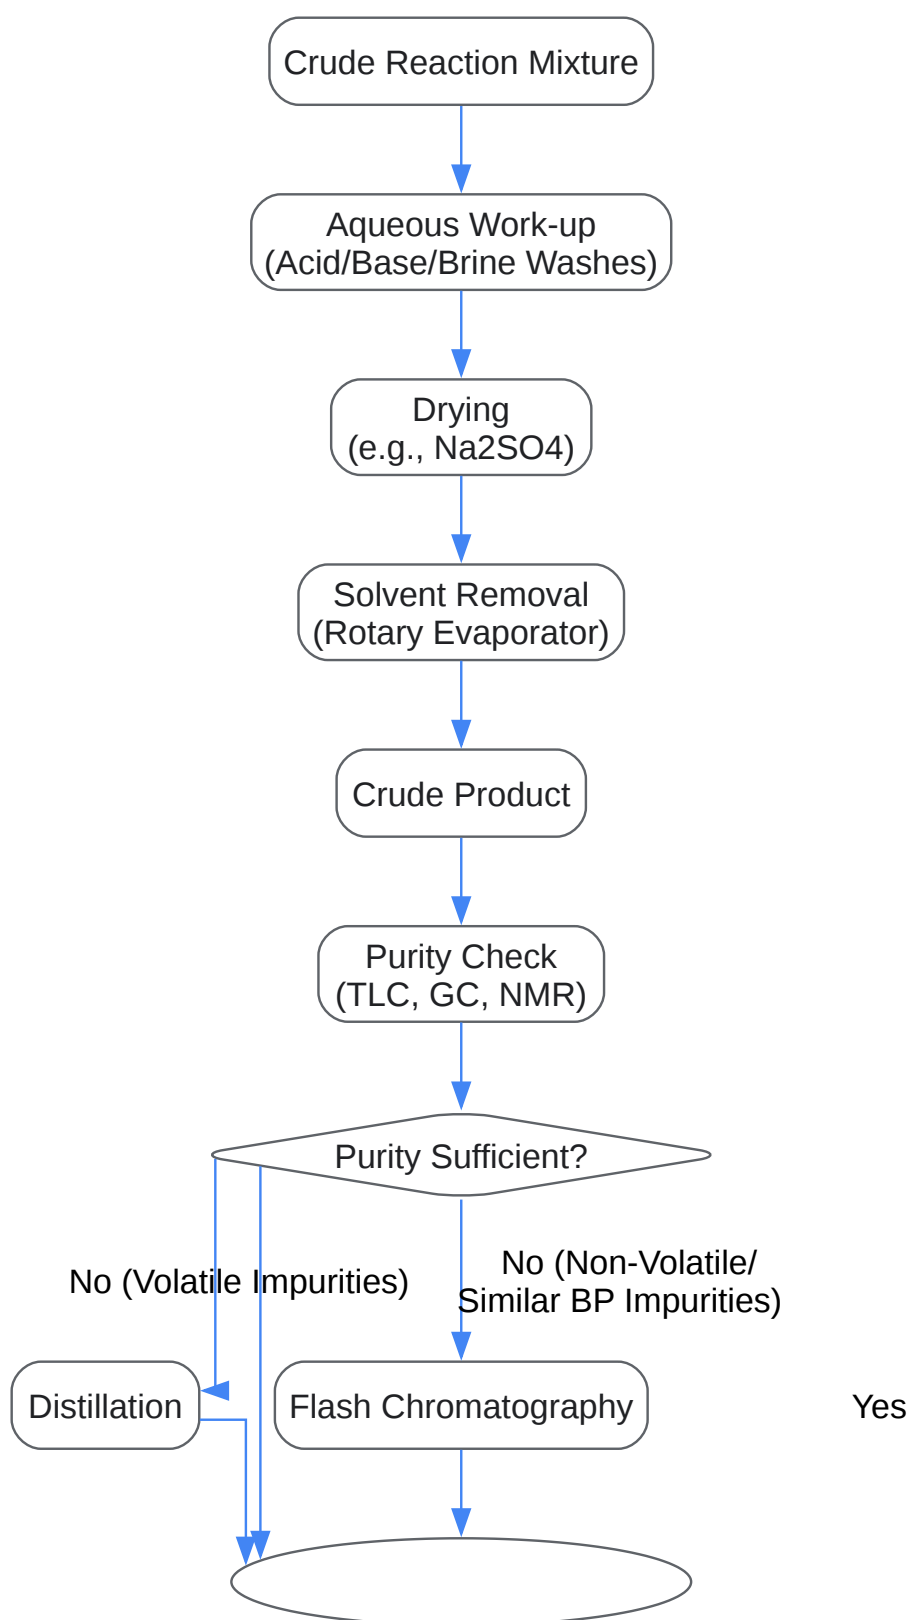 Crude Reaction Mixture
Aqueous Work-up
(Acid/Base/Brine Washes)
Drying
(e.g., Na2SO4)
Solvent Removal
(Rotary Evaporator)
Crude Product
Purity Check
(TLC, GC, NMR)
Purity Sufficient?
No (Volatile Impurities)
No (Non-Volatile/
Similar BP Impurities)
Distillation
Flash Chromatography
Yes